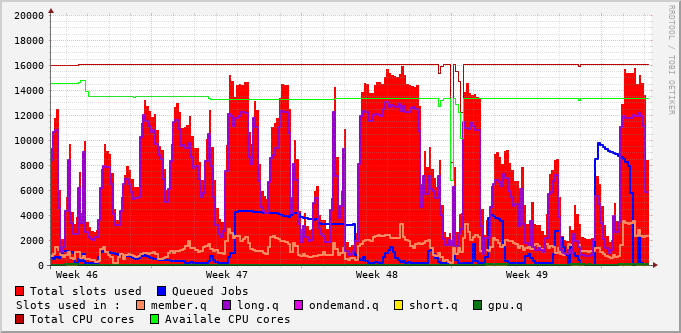 20000
18000
16000
14000
12000
10000
8000
6000
4000
2000
0
Week 46 Week 47 Week 48 Week 49
RRDTOOL / TOBI OETIKER
Total slots used Queued Jobs
Slots used in : member.q long.q ondemand.q short.q gpu.q
Total CPU cores Availale CPU cores